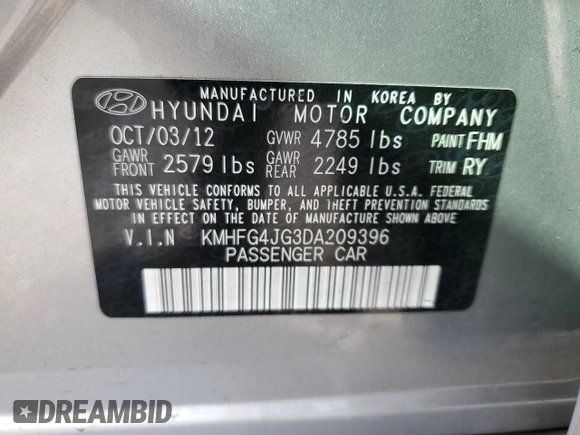 MANUFACTURED IN KOREA BY
HYUNDAI MOTOR COMPANY
OCT/03/12 GVWR 4785 lbs PAINT FHM
GAWR FRONT 2579 lbs GAWR REAR 2249 lbs TRIM RY
THIS VEHICLE CONFORMS TO ALL APPLICABLE U.S.A. FEDERAL
MOTOR VEHICLE SAFETY, BUMPER, AND THEFT PREVENTION STANDARDS
IN EFFECT ON THE DATE OF MANUFACTURE SHOWN ABOVE
V.I.N KMHFG4JG3DA209396
PASSENGER CAR
DREAMBID